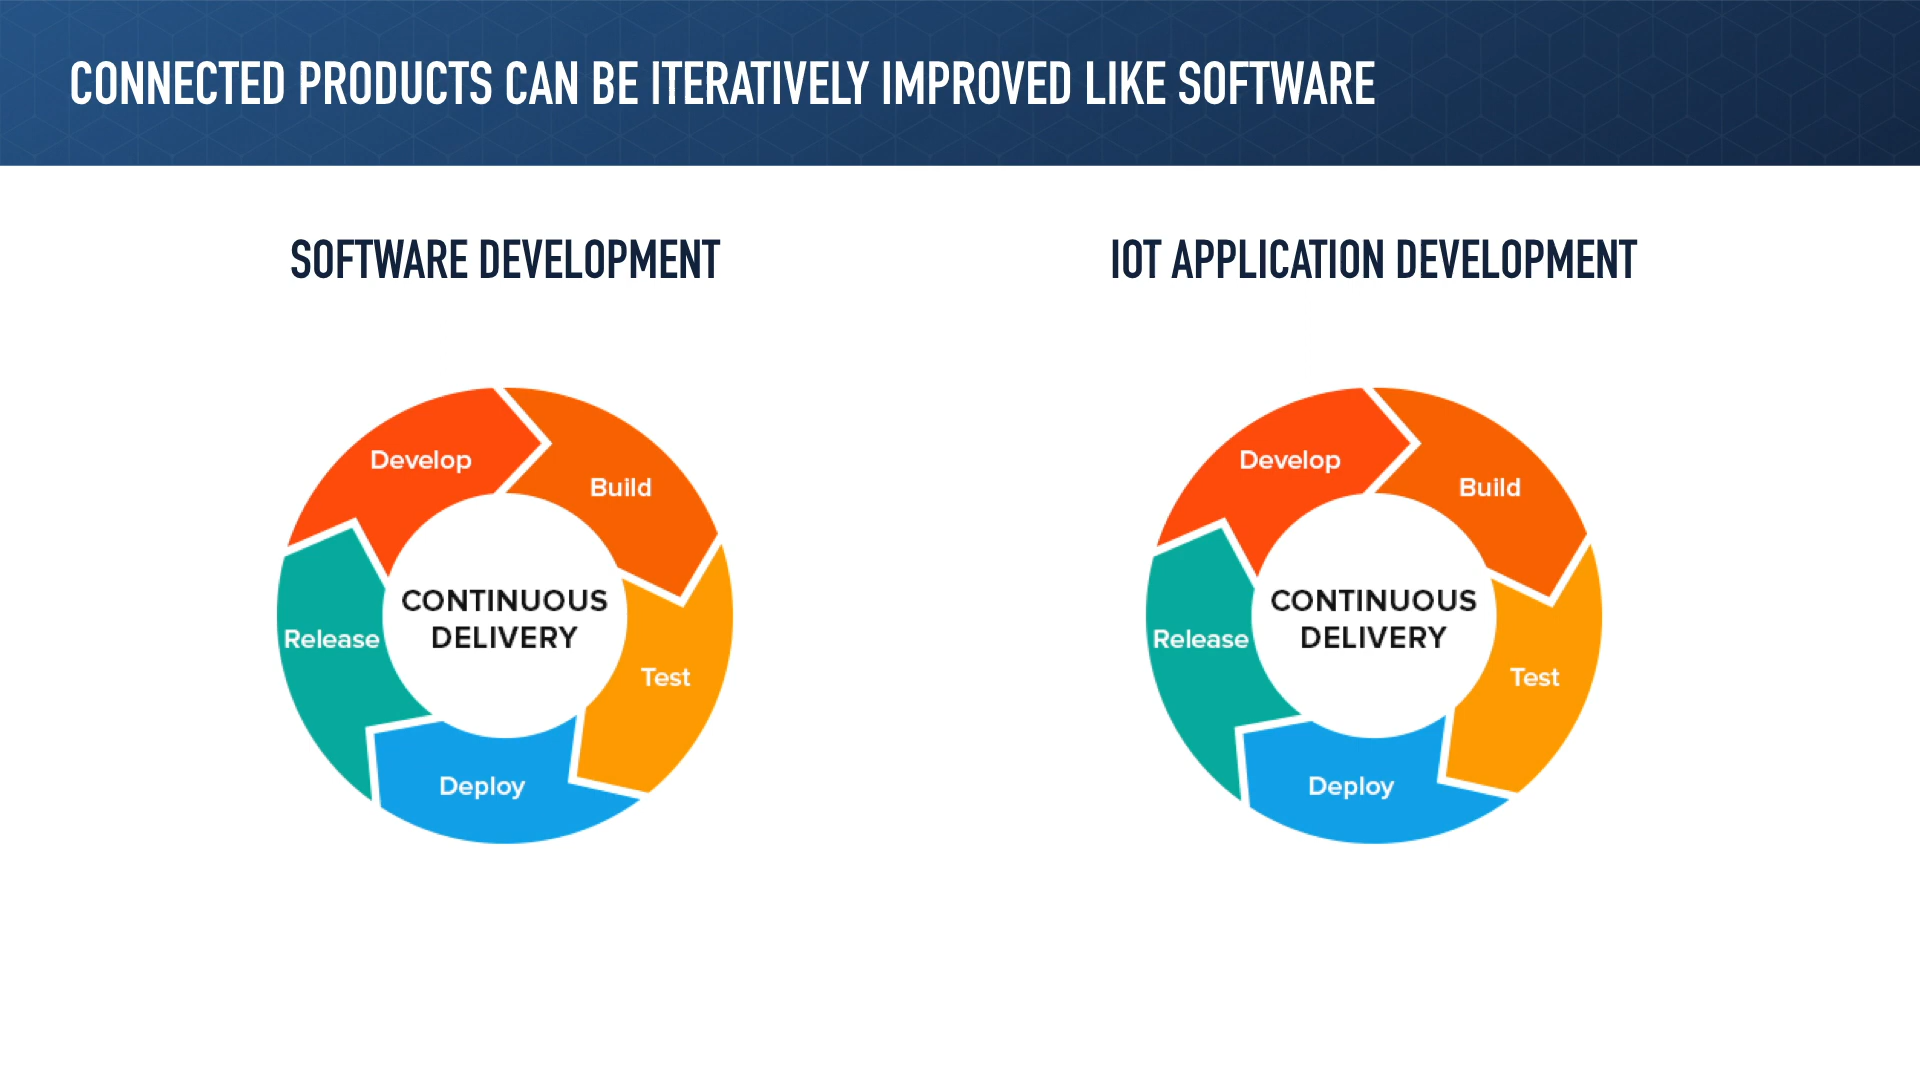 CONNECTED PRODUCTS CAN BE ITERATIVELY IMPROVED LIKE SOFTWARE
SOFTWARE DEVELOPMENT
Develop
Build
CONTINUOUS
DELIVERY
Release
Test
Deploy
IOT APPLICATION DEVELOPMENT
Develop
Build
CONTINUOUS
DELIVERY
Release
Test
Deploy